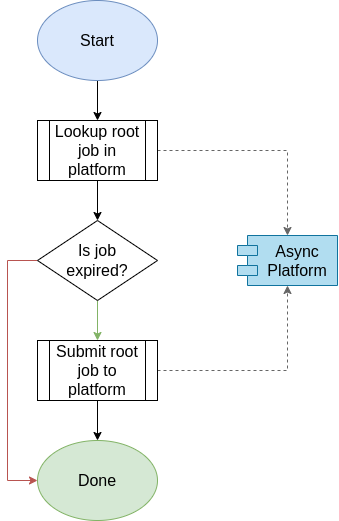 Start
Lookup root
job in
platform
Is job
expired?
Async
Platform
Submit root
job to
platform
Done